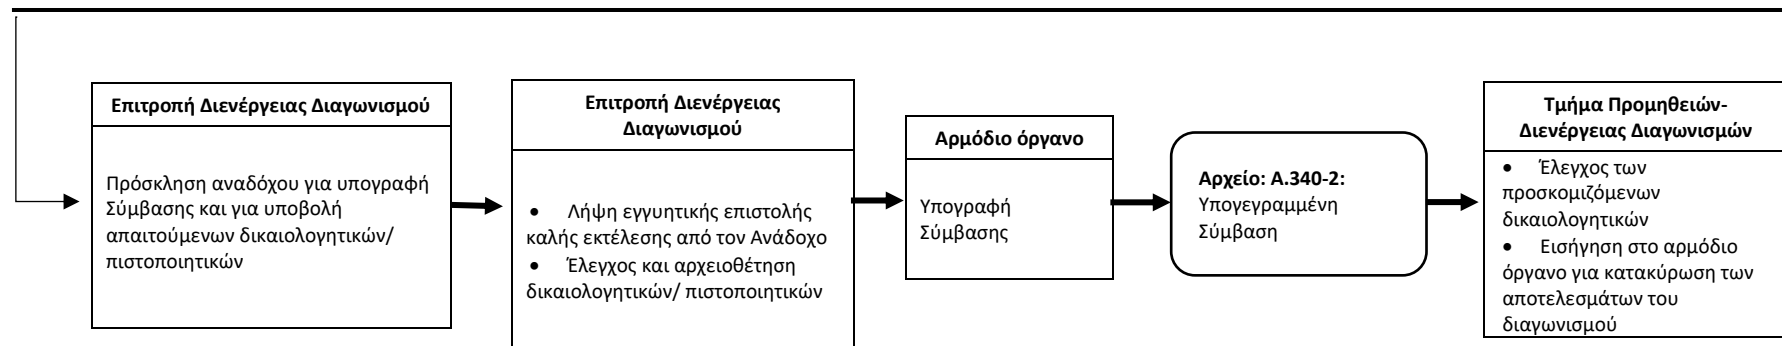 Επιτροπή Διενέργειας Διαγωνισμού
Πρόσκληση αναδόχου για υπογραφή
Σύμβασης και για υποβολή
απαιτούμενων δικαιολογητικών/
πιστοποιητικών
Επιτροπή Διενέργειας
Διαγωνισμού
• Λήψη εγγυητικής επιστολής
καλής εκτέλεσης από τον Ανάδοχο
• Έλεγχος και αρχειοθέτηση
δικαιολογητικών/ πιστοποιητικών
Αρμόδιο όργανο
Υπογραφή
Σύμβασης
Αρχείο: Α.340-2:
Υπογεγραμμένη
Σύμβαση
Τμήμα Προμηθειών-
Διενέργειας Διαγωνισμών
• Έλεγχος των
προσκομιζόμενων
δικαιολογητικών
• Εισήγηση στο αρμόδιο
όργανο για κατακύρωση των
αποτελεσμάτων του
διαγωνισμού